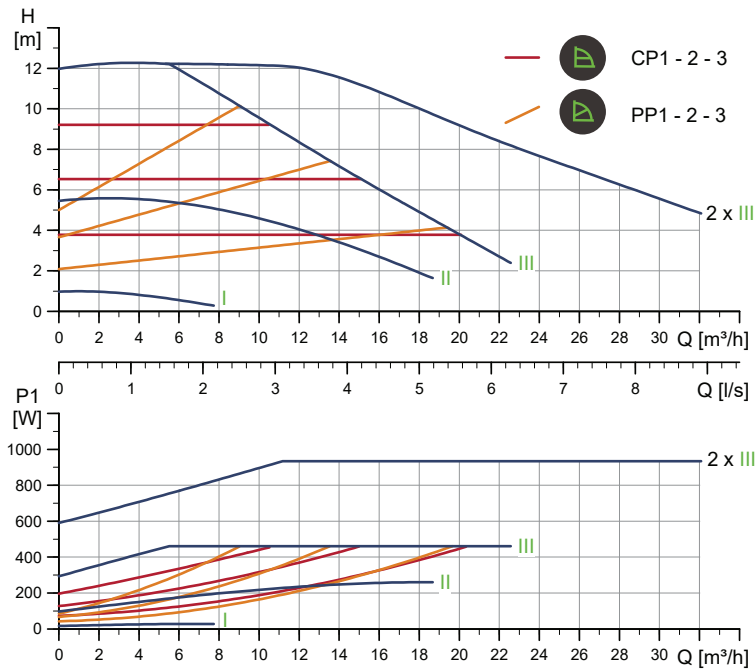 H
[m]
12
10
8
6
4
2
0
CP1 - 2 - 3
PP1 - 2 - 3
2 x III
III
II
I
0 2 4 6 8 10 12 14 16 18 20 22 24 26 28 30 Q [m³/h]
0 1 2 3 4 5 6 7 8 Q [l/s]
P1
[W]
1000
800
600
400
200
0
2 x III
III
II
I
0 2 4 6 8 10 12 14 16 18 20 22 24 26 28 30 Q [m³/h]